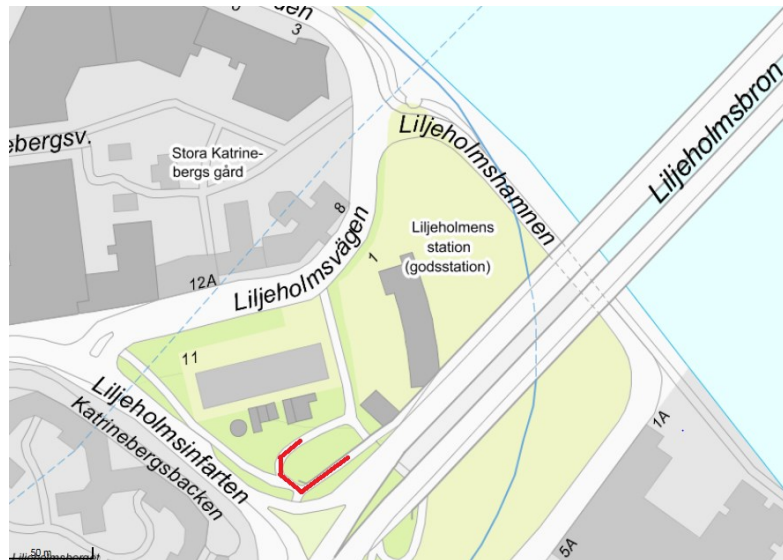 3
ebergsv.
Stora Katrine-
bergs gård
Liljeholmshamnen
Liljeholmsbron
8
Liljeholmens
station
(godsstation)
1
12A
Liljeholmsvägen
11
Liljeholmsinfarten
Katrinebergsbacken
1A
5A
50 m